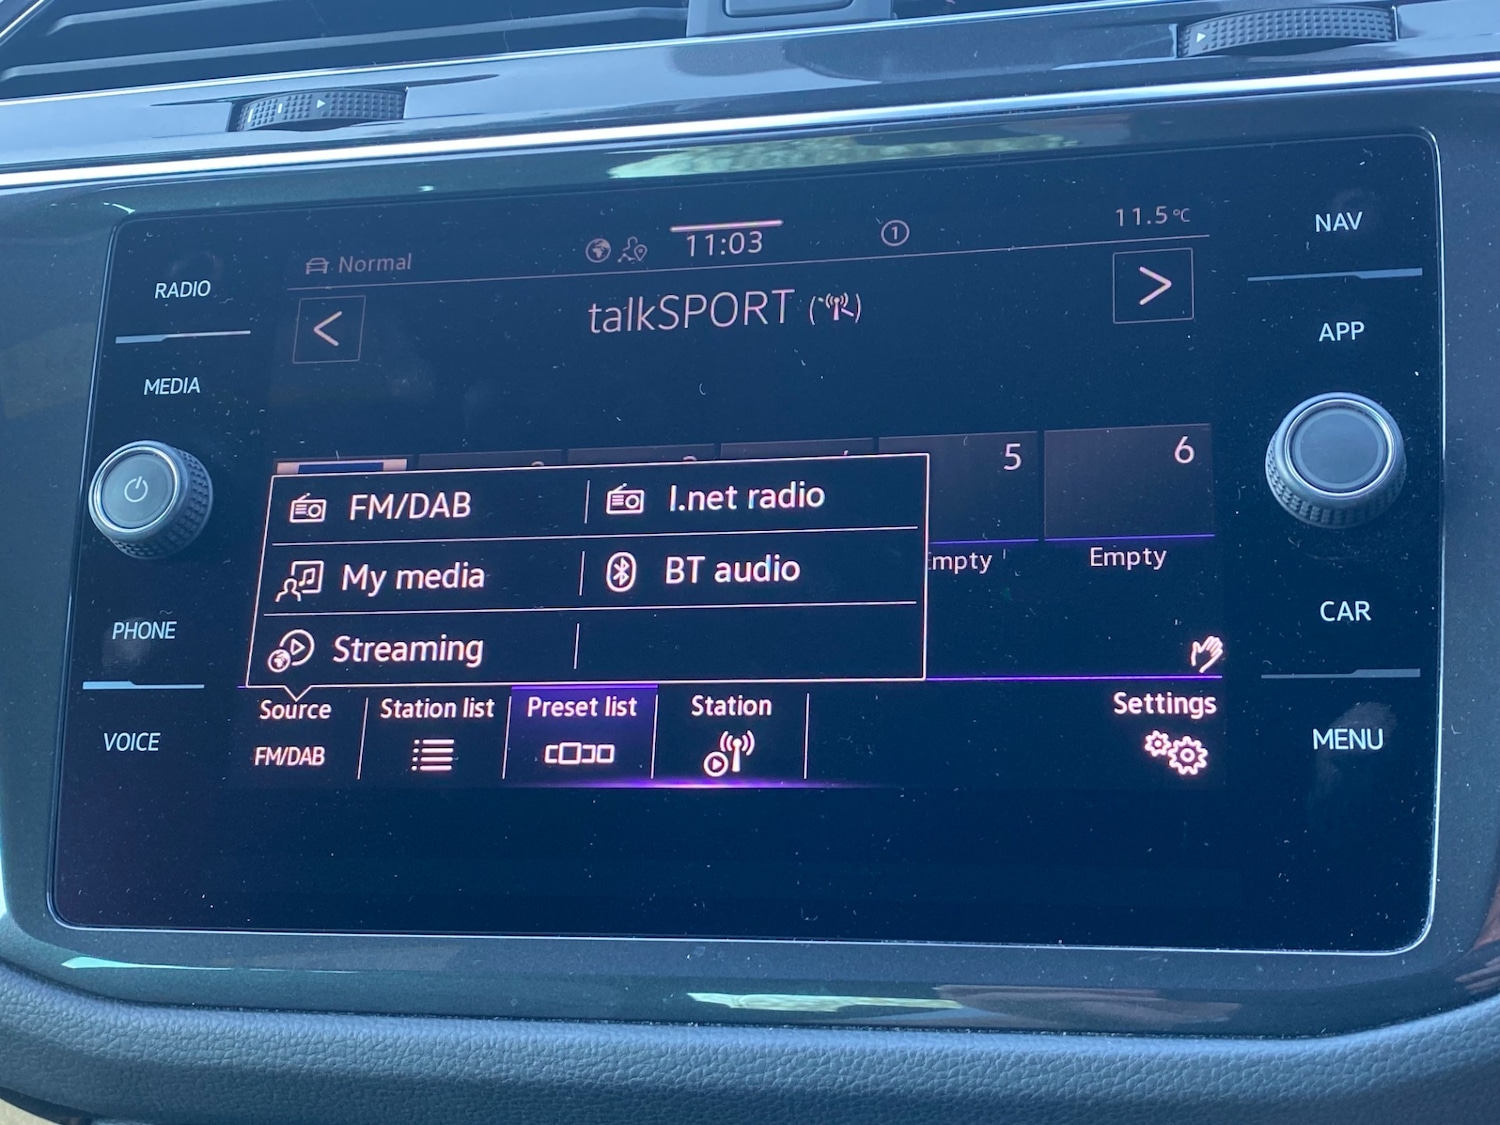 Normal
11:03
1
11.5°C
NAV
RADIO
talkSPORT
APP
MEDIA
5
6
FM/DAB
I.net radio
Empty
My media
BT audio
PHONE
CAR
Streaming
Source
Station list
Preset list
Station
Settings
FM/DAB
VOICE
MENU